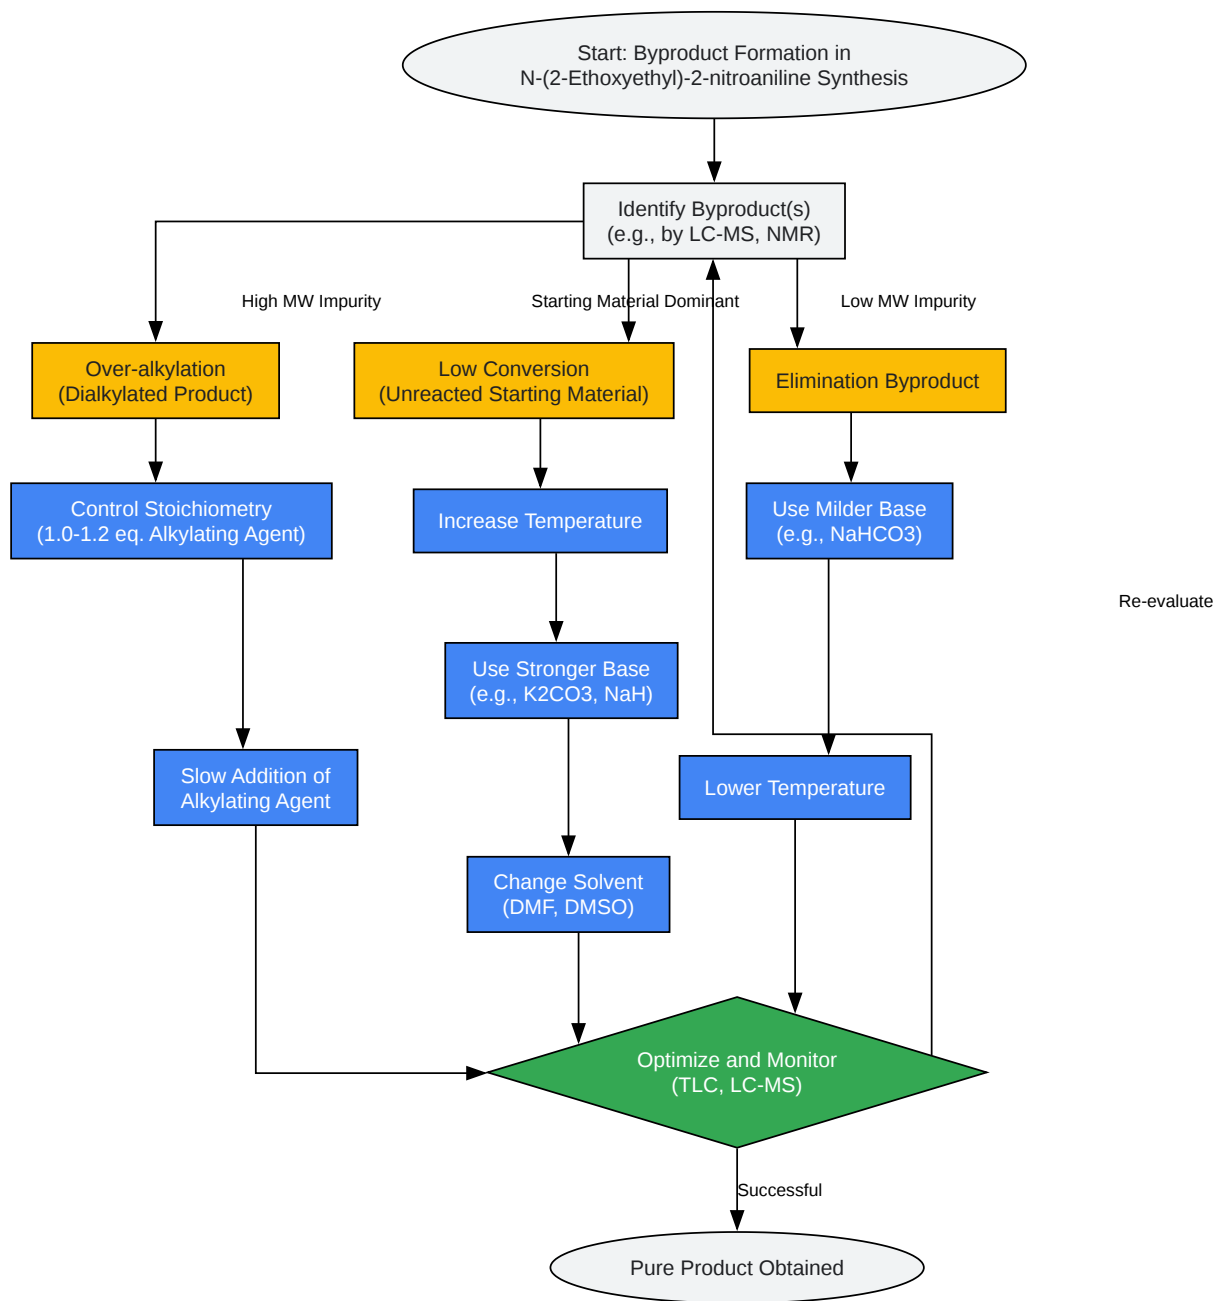 Start: Byproduct Formation in
N-(2-Ethoxyethyl)-2-nitroaniline Synthesis
Identify Byproduct(s)
(e.g., by LC-MS, NMR)
High MW Impurity
Starting Material Dominant
Low MW Impurity
Over-alkylation
(Dialkylated Product)
Low Conversion
(Unreacted Starting Material)
Elimination Byproduct
Control Stoichiometry
(1.0-1.2 eq. Alkylating Agent)
Increase Temperature
Use Milder Base
(e.g., NaHCO3)
Re-evaluate
Use Stronger Base
(e.g., K2CO3, NaH)
Slow Addition of
Alkylating Agent
Lower Temperature
Change Solvent
(DMF, DMSO)
Optimize and Monitor
(TLC, LC-MS)
Successful
Pure Product Obtained